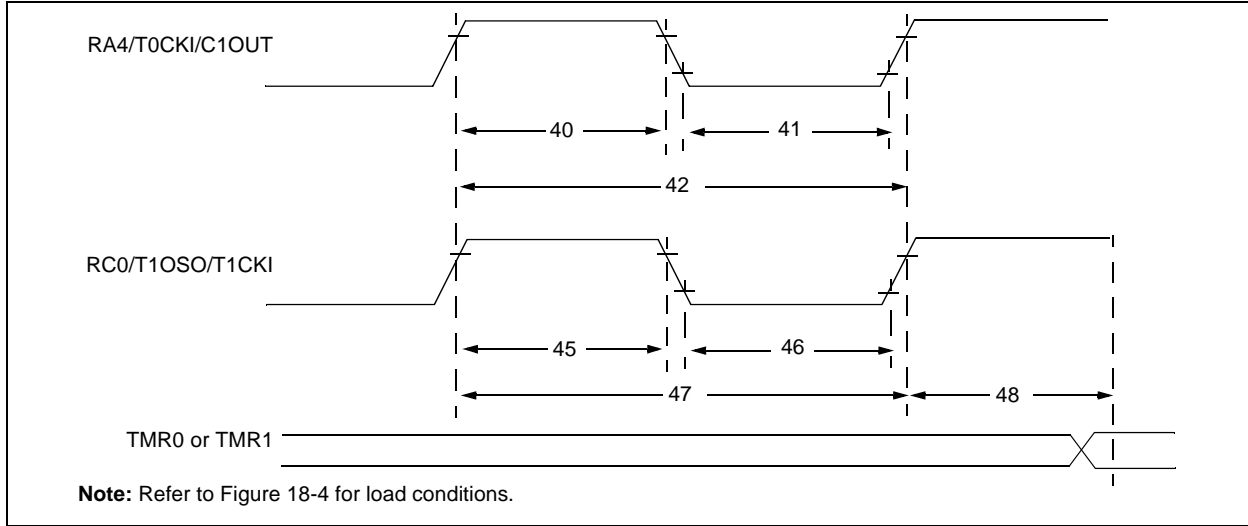 RA4/T0CKI/C1OUT
40
41
42
RC0/T1OSO/T1CKI
45
46
47
48
TMR0 or TMR1
Note: Refer to Figure 18-4 for load conditions.